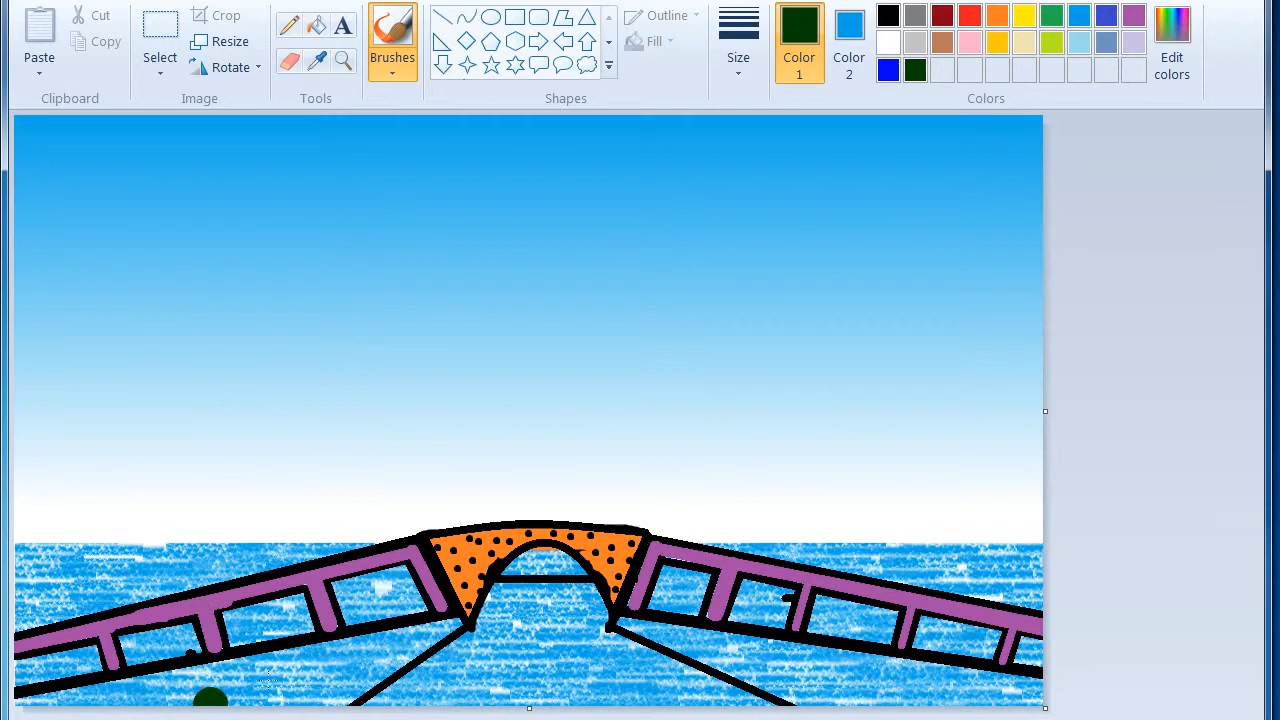 Cut
Copy
Paste
Clipboard
Crop
Resize
Rotate
Select
Image
A
Tools
Brushes
Outline
Fill
Shapes
Size
Color
1
Color
2
Edit
colors
Colors